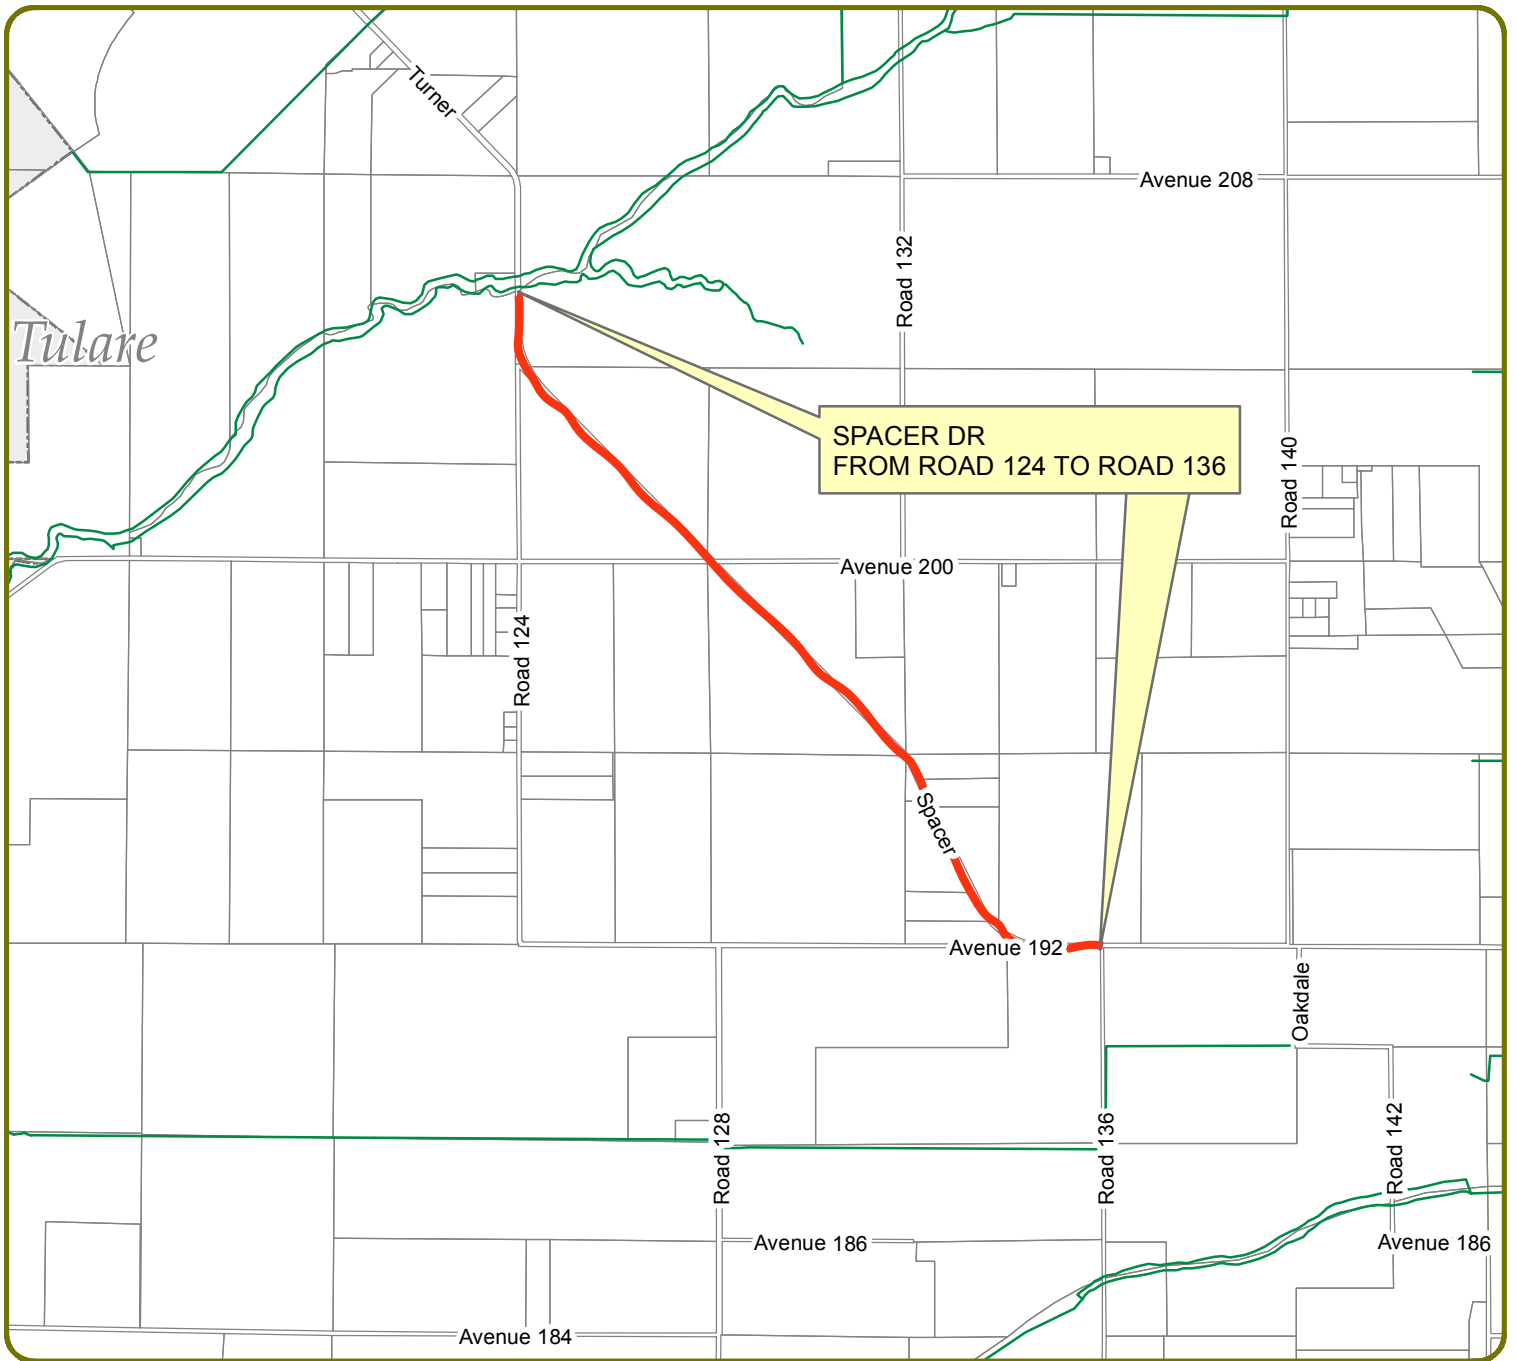 Turner
Avenue 208
Road 132
Tulare
SPACER DR
FROM ROAD 124 TO ROAD 136
Road 140
Avenue 200
Road 124
Spacer
Avenue 192
Oakdale
Road 128
Road 136
Road 142
Avenue 186
Avenue 186
Avenue 184